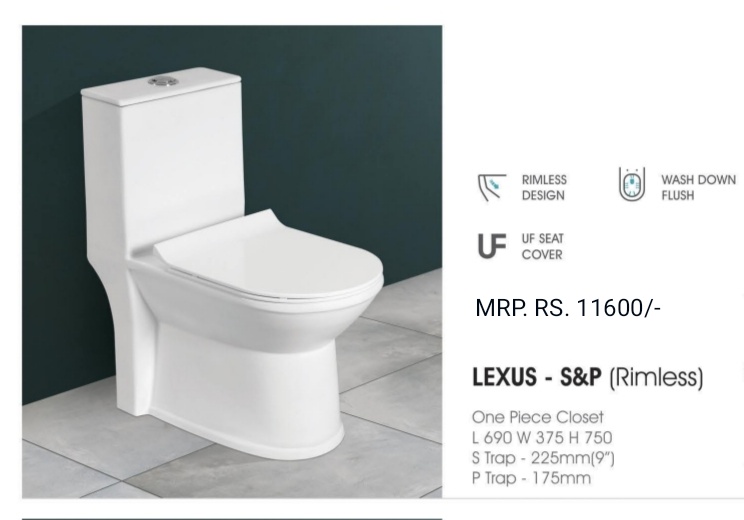 RIMLESS
DESIGN
WASH DOWN
FLUSH
UF
UF SEAT
COVER
MRP. RS. 11600/-
LEXUS - S&P (Rimless)
One Piece Closet
L 690 W 375 H 750
S Trap - 225mm(9")
P Trap - 175mm